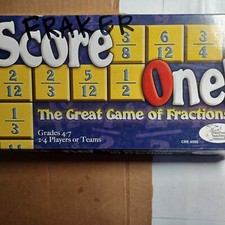 FRAKER
Score
3/8 6/12 3/4
2/12 2/3 5/12 1/2
One
1/3
The Great Game of Fractions
Grades 4-7
2-4 Players or Teams